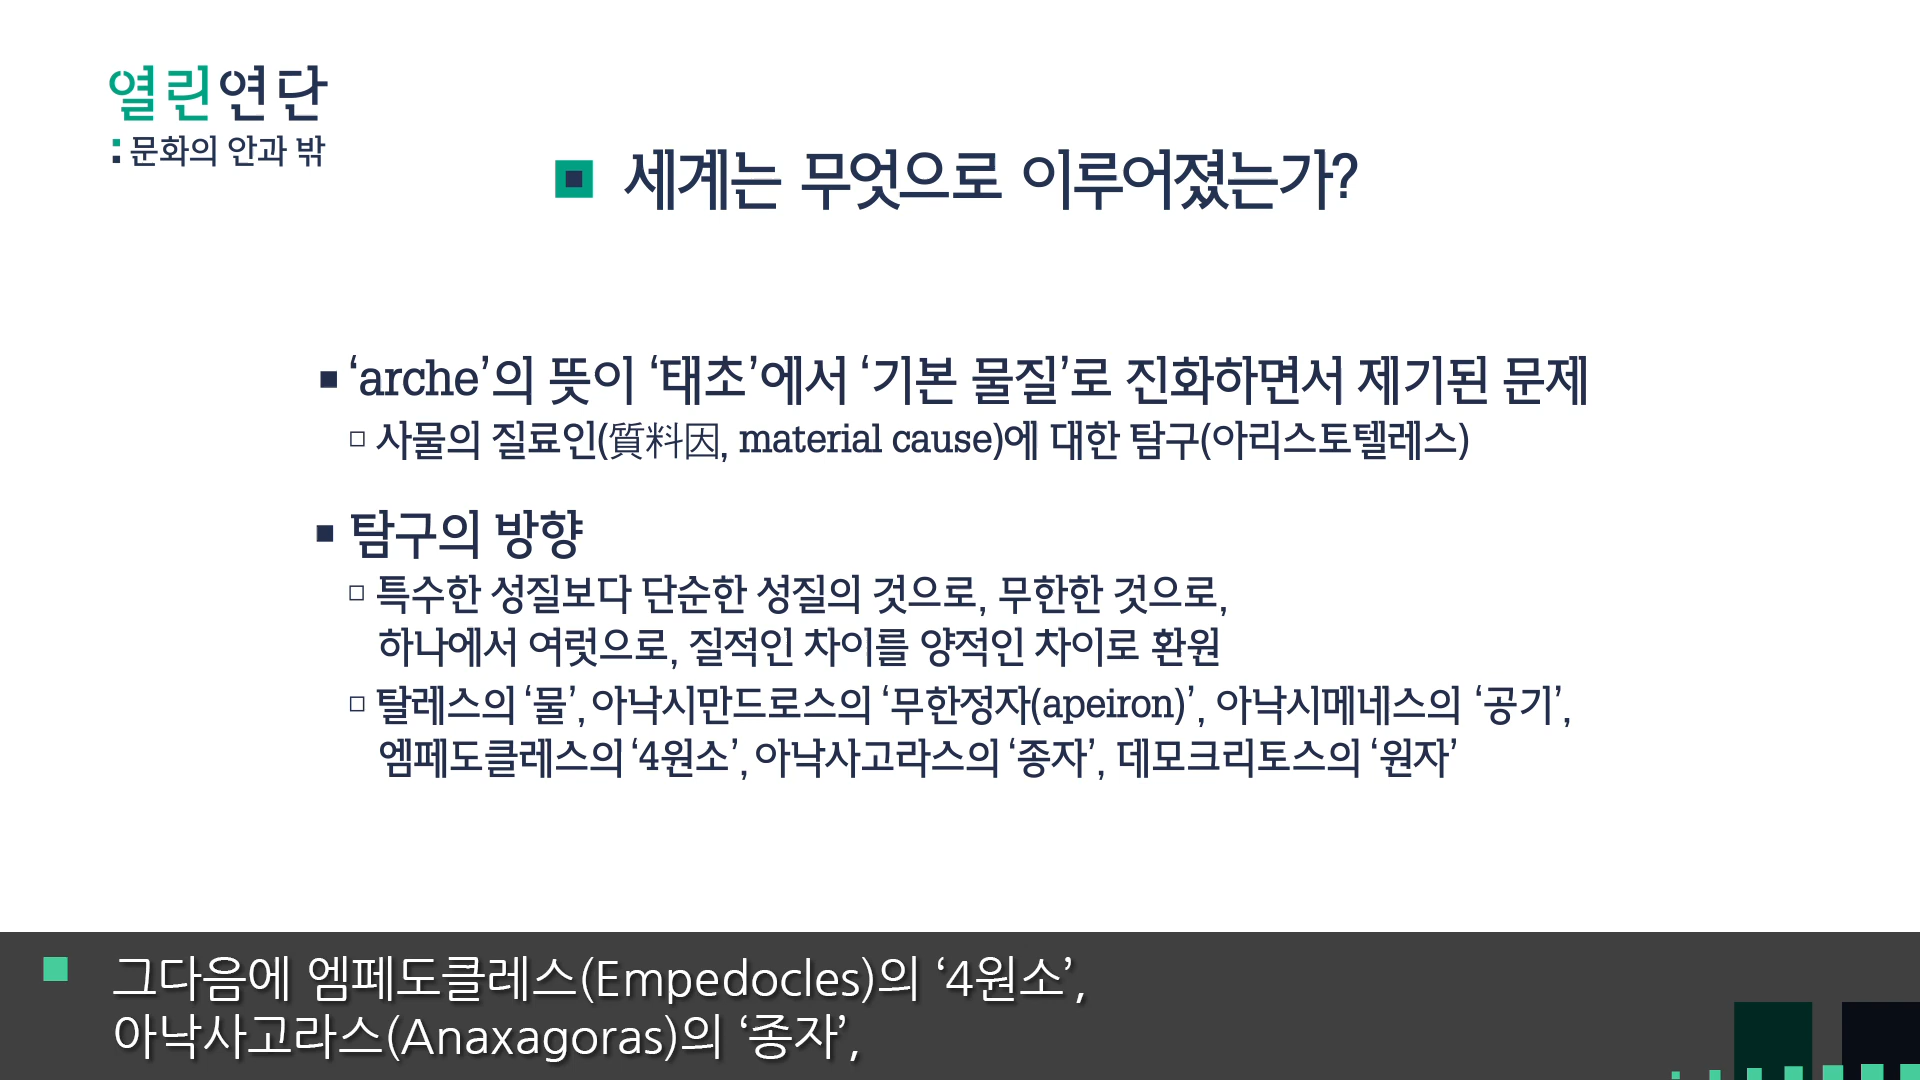 열린연단
: 문화의 안과 밖
세계는 무엇으로 이루어졌는가?
▪ ‘arche’의 뜻이 ‘태초’에서 ‘기본 물질’로 진화하면서 제기된 문제
□ 사물의 질료인(質料因, material cause)에 대한 탐구(아리스토텔레스)
▪ 탐구의 방향
□ 특수한 성질보다 단순한 성질의 것으로, 무한한 것으로,
하나에서 여럿으로, 질적인 차이를 양적인 차이로 환원
□ 탈레스의 ‘물’, 아낙시만드로스의 ‘무한정자(apeiron)’, 아낙시메네스의 ‘공기’,
엠페도클레스의 ‘4원소’, 아낙사고라스의 ‘종자’, 데모크리토스의 ‘원자’
그다음에 엠페도클레스(Empedocles)의 ‘4원소’,
아낙사고라스(Anaxagoras)의 ‘종자’,